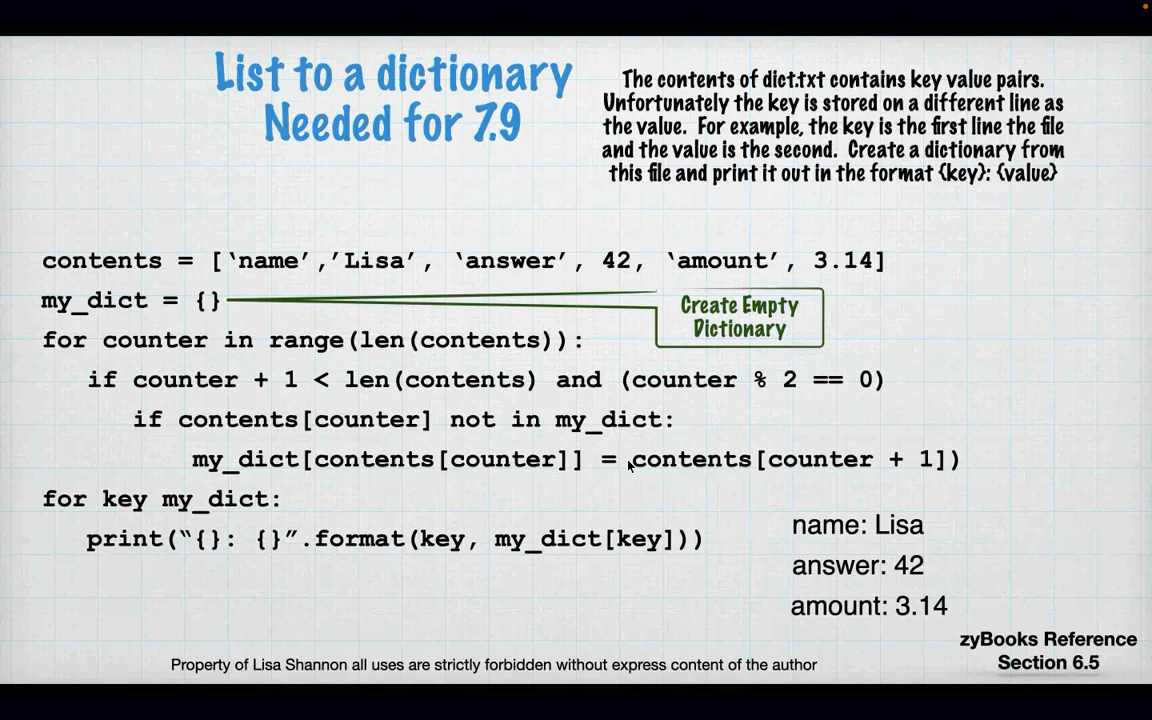 List to a dictionary
Needed for 7.9
The contents of dict.txt contains key value pairs.
Unfortunately the key is stored on a different line as
the value. For example, the key is the first line the file
and the value is the second. Create a dictionary from
this file and print it out in the format {key}: {value}
contents = [‘name’,’Lisa’, ‘answer’, 42, ‘amount’, 3.14]
my_dict = {}
Create Empty
Dictionary
for counter in range(len(contents)):
if counter + 1 < len(contents) and (counter % 2 == 0)
if contents[counter] not in my_dict:
my_dict[contents[counter]] = contents[counter + 1])
for key my_dict:
print(“{}: {}”.format(key, my_dict[key]))
name: Lisa
answer: 42
amount: 3.14
zyBooks Reference
Section 6.5
Property of Lisa Shannon all uses are strictly forbidden without express content of the author